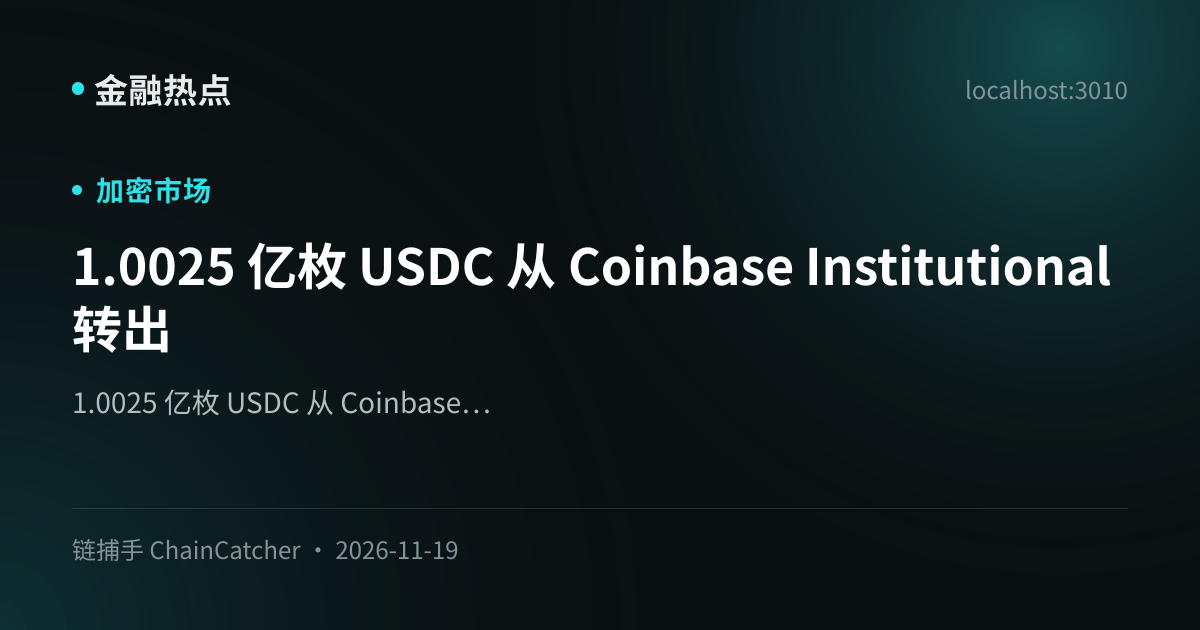 金融热点
localhost:3010
加密市场
1.0025 亿枚 USDC 从 Coinbase Institutional
转出
1.0025 亿枚 USDC 从 Coinbase…
链捕手 ChainCatcher • 2026-11-19